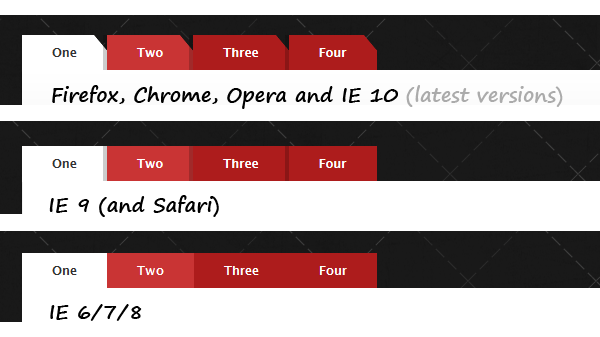 One Two Three Four
Firefox, Chrome, Opera and IE 10 (latest versions)
One Two Three Four
IE 9 (and Safari)
One Two Three Four
IE 6/7/8